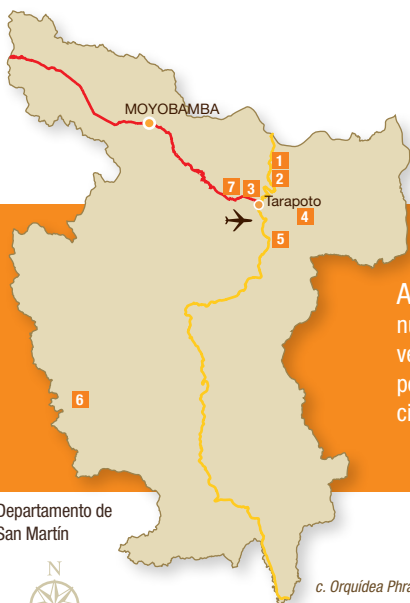 MOYOBAMBA
1
2
7
3
Tarapoto
4
5
6
Departamento de
San Martín
N
c. Orquídea Phra